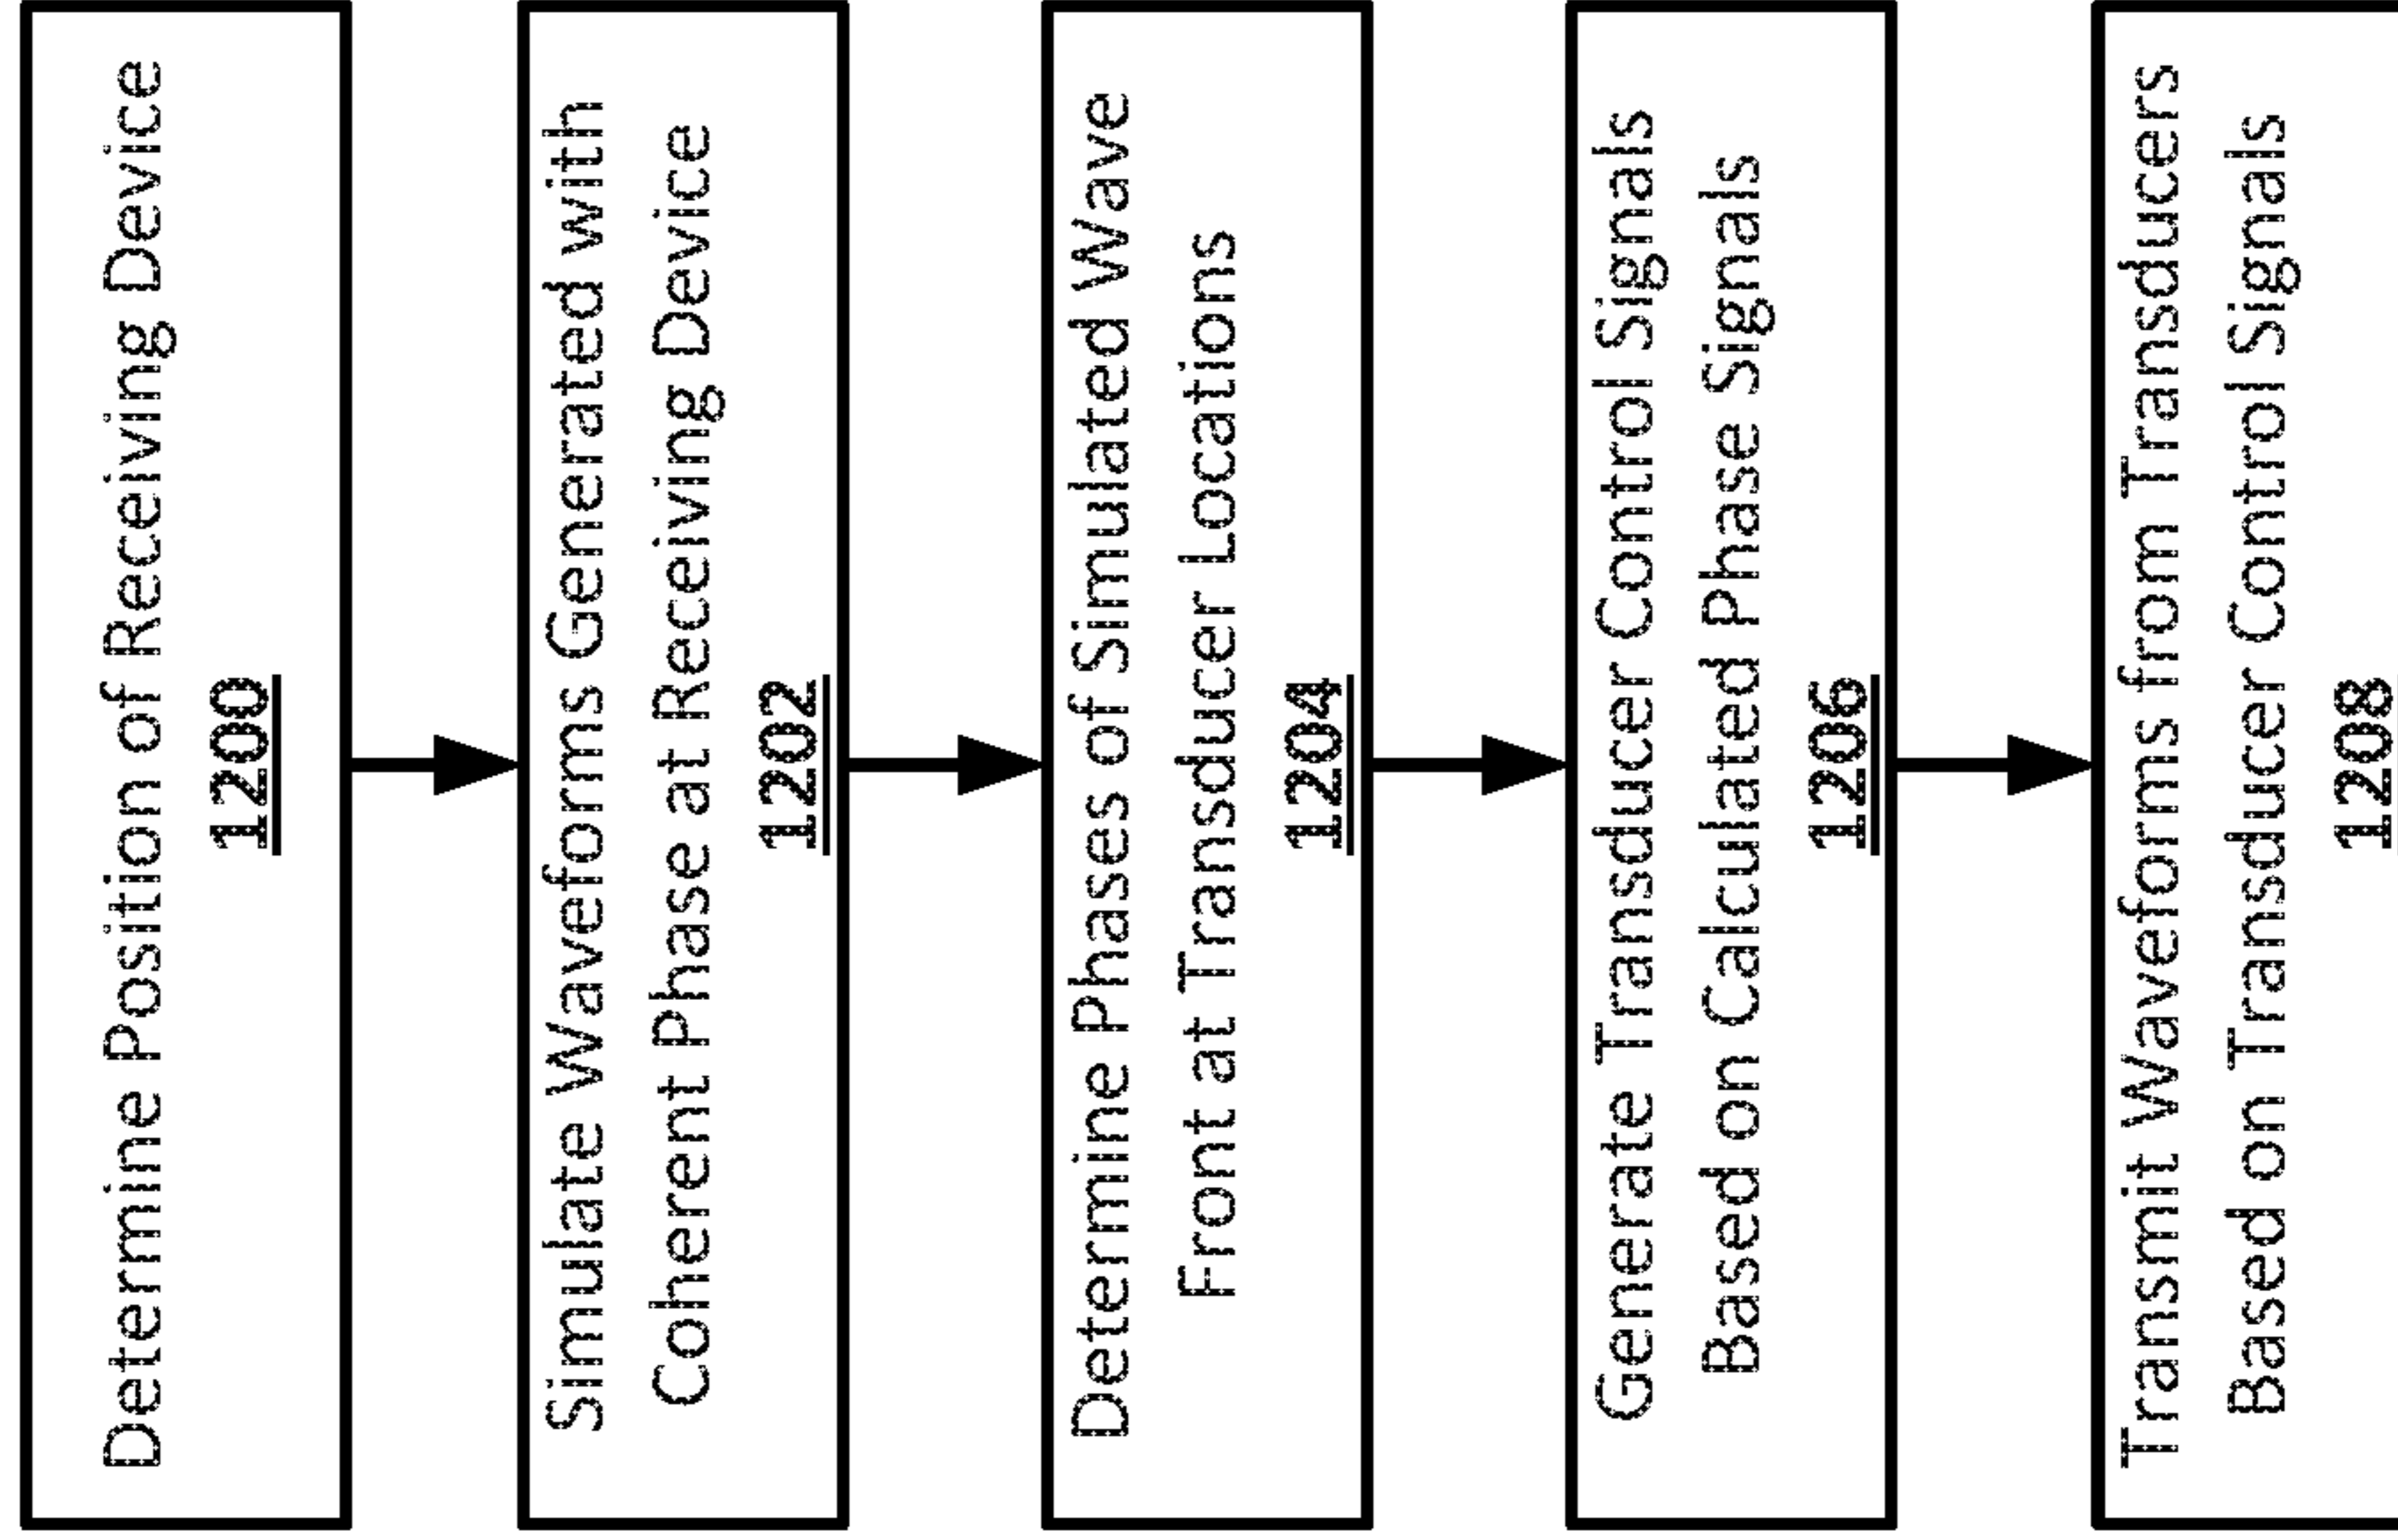 Determine Position of Receiving Device
1200
Simulate Waveforms Generated with
Coherent Phase at Receiving Device
1202
Determine Phases of Simulated Wave
Front at Transducer Locations
1204
Generate Transducer Control Signals
Based on Calculated Phase Signals
1206
Transmit Waveforms from Transducers
Based on Transducer Control Signals
1208